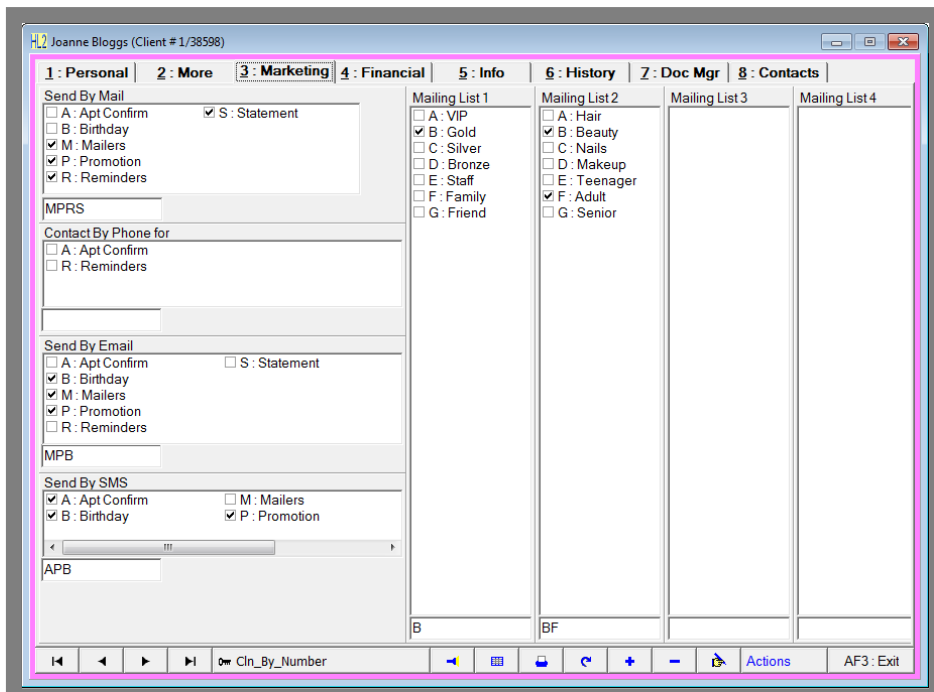 HL2 Joanne Bloggs (Client # 1/38598)
1 : Personal 2 : More 3 : Marketing 4 : Financial 5 : Info 6 : History 7 : Doc Mgr 8 : Contacts
Send By Mail
A : Apt Confirm S : Statement
B : Birthday
M : Mailers
P : Promotion
R : Reminders
MPRS
Contact By Phone for
A : Apt Confirm
R : Reminders
Send By Email
A : Apt Confirm S : Statement
B : Birthday
M : Mailers
P : Promotion
R : Reminders
MPB
Send By SMS
A : Apt Confirm M : Mailers
B : Birthday P : Promotion
APB
Mailing List 1
A : VIP
B : Gold
C : Silver
D : Bronze
E : Staff
F : Family
G : Friend
B
Mailing List 2
A : Hair
B : Beauty
C : Nails
D : Makeup
E : Teenager
F : Adult
G : Senior
BF
Mailing List 3
Mailing List 4
Cln_By_Number Actions AF3 : Exit